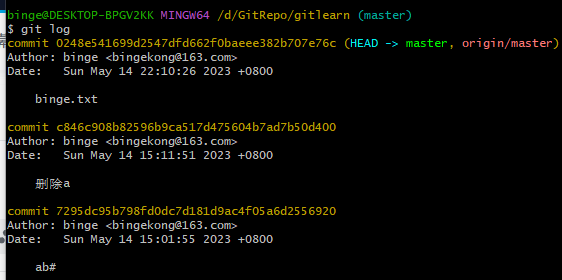 binge@DESKTOP-BPGV2KK MINGW64 /d/GitRepo/gitlearn (master)
$ git log
commit 0248e541699d2547dfd662f0baeee382b707e76c (HEAD -> master, origin/master)
Author: binge <bingekong@163.com>
Date:   Sun May 14 22:10:26 2023 +0800
    binge.txt
commit c846c908b82596b9ca517d475604b7ad7b50d400
Author: binge <bingekong@163.com>
Date:   Sun May 14 15:11:51 2023 +0800
    删除a
commit 7295dc95b798fd0dc7d181d9ac4f05a6d2556920
Author: binge <bingekong@163.com>
Date:   Sun May 14 15:01:55 2023 +0800
    ab#